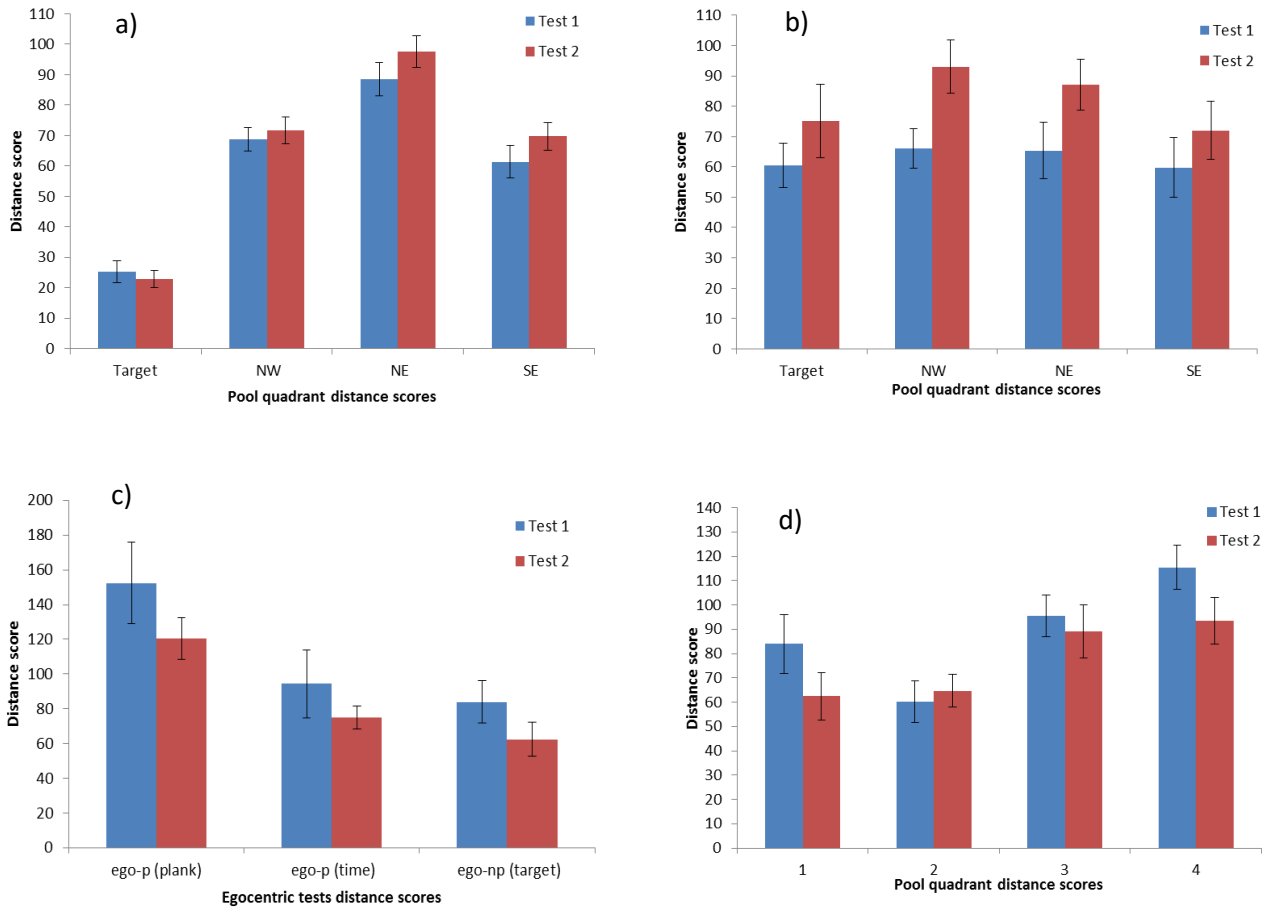 a)
Test 1
Test 2
110
100
90
80
70
60
50
40
30
20
10
0
Distance score
Target NW NE SE
Pool quadrant distance scores
b)
Test 1
Test 2
110
100
90
80
70
60
50
40
30
20
10
0
Distance score
Target NW NE SE
Pool quadrant distance scores
c)
Test 1
Test 2
200
180
160
140
120
100
80
60
40
20
0
Distance score
ego-p (plank) ego-p (time) ego-np (target)
Egocentric tests distance scores
d)
Test 1
Test 2
140
130
120
110
100
90
80
70
60
50
40
30
20
10
0
Distance score
1 2 3 4
Pool quadrant distance scores